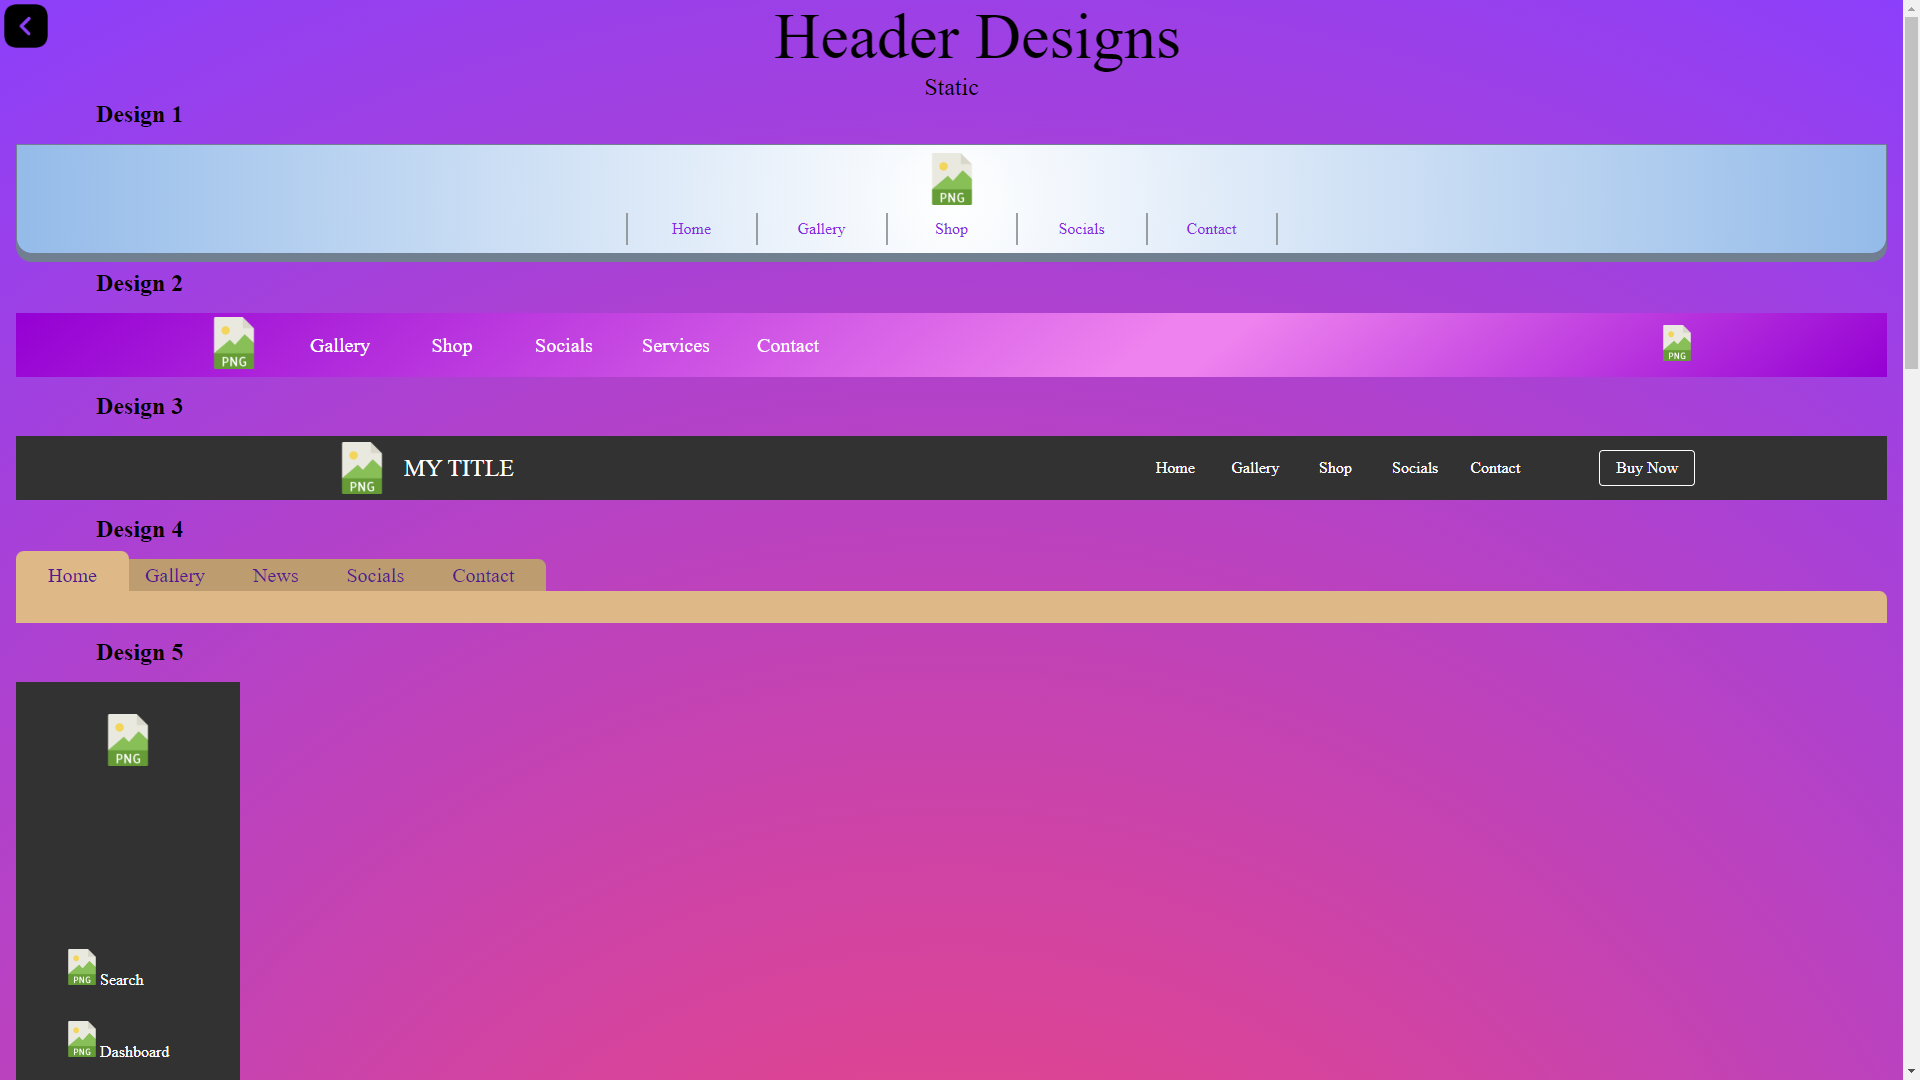 Header Designs
Static
Design 1
PNG
Home Gallery Shop Socials Contact
Design 2
PNG Gallery Shop Socials Services Contact PNG
Design 3
PNG MY TITLE Home Gallery Shop Socials Contact Buy Now
Design 4
Home Gallery News Socials Contact
Design 5
PNG
PNG Search
PNG Dashboard